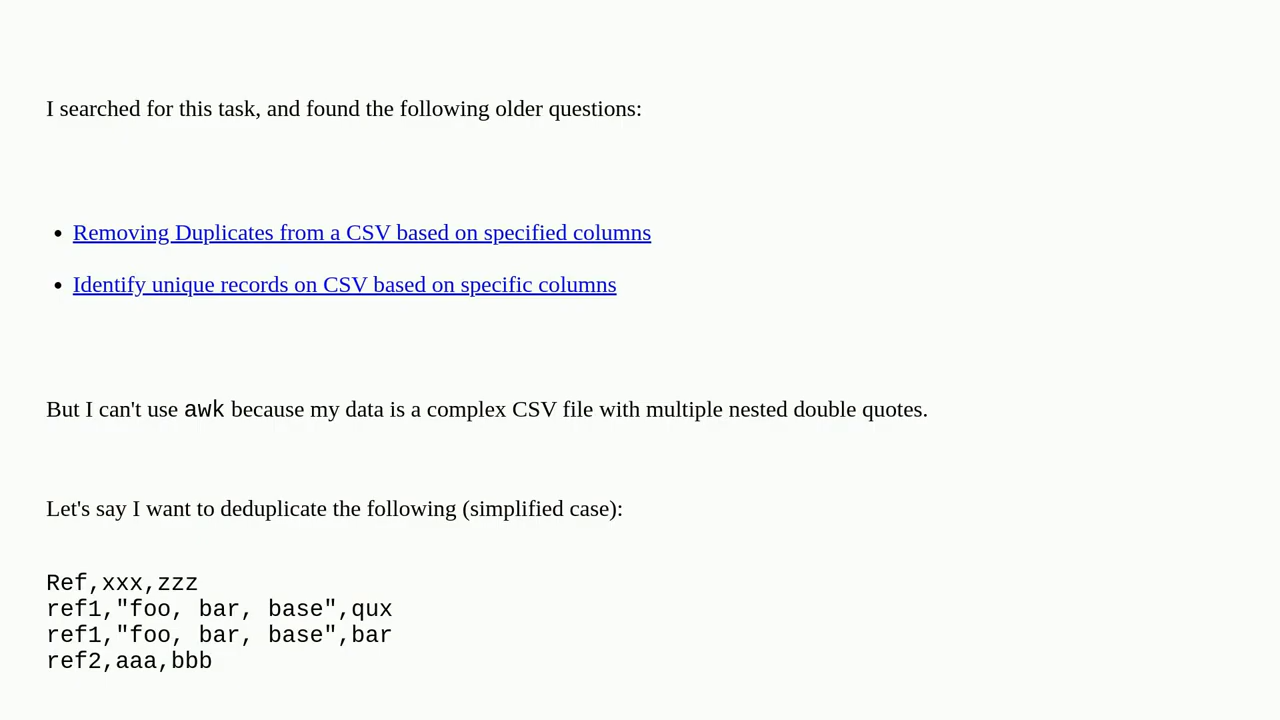 I searched for this task, and found the following older questions:
• Removing Duplicates from a CSV based on specified columns
• Identify unique records on CSV based on specific columns
But I can't use awk because my data is a complex CSV file with multiple nested double quotes.
Let's say I want to deduplicate the following (simplified case):
Ref,xxx,zzz
ref1,"foo, bar, base",qux
ref1,"foo, bar, base",bar
ref2,aaa,bbb